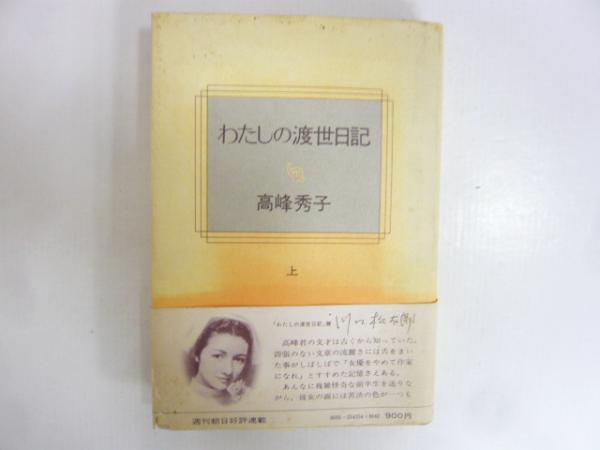 わたしの渡世日記
高峰秀子
上
「わたしの渡世日記」讃
川口松太郎
高峰君の文才は古くから知っていた。
誇張のない文章の流麗さには舌をまい
た事がしばしばで「女優をやめて作家
になれ」とすすめた記憶さえある。
あんなに複雑怪奇な前半生を送りな
がら、彼女の顔には苦渋の色が一つも
週刊朝日好評連載
900円